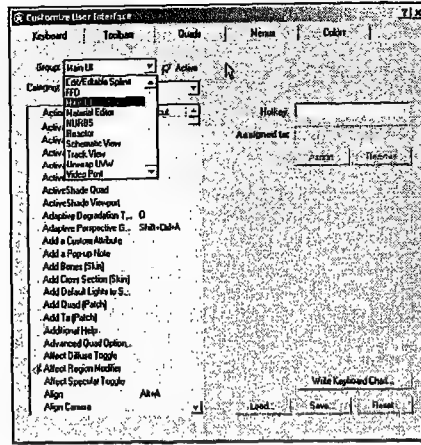 Customize User Interface
Keyboard Toolbars Quads Menus Colors
Group: Main UI Active
Category:
Edit/Editable Spline
FFD
Main UI
Material Editor
NURBS
Reactor
Schematic View
Track View
Unwrap UVW
Video Post
Hotkey:
Assigned to:
Assign Remove
ActiveShade Quad
ActiveShade Viewport
Adaptive Degradation T... O
Adaptive Perspective G... Shift+Ctrl+A
Add a Custom Attribute
Add a Pop-up Note
Add Bones (Skin)
Add Cross Section (Skin)
Add Default Lights to S...
Add Quad (Patch)
Add Tri (Patch)
Additional Help...
Advanced Quad Option...
Affect Diffuse Toggle
Affect Region Modifier
Affect Specular Toggle
Align Alt+A
Align Camera
Write Keyboard Chart...
Load... Save... Reset